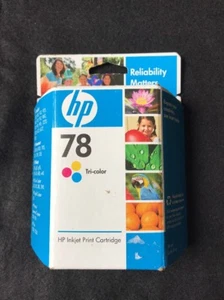 Reliability
Matters
hp
78
Tri-color
HP Inkjet Print Cartridge